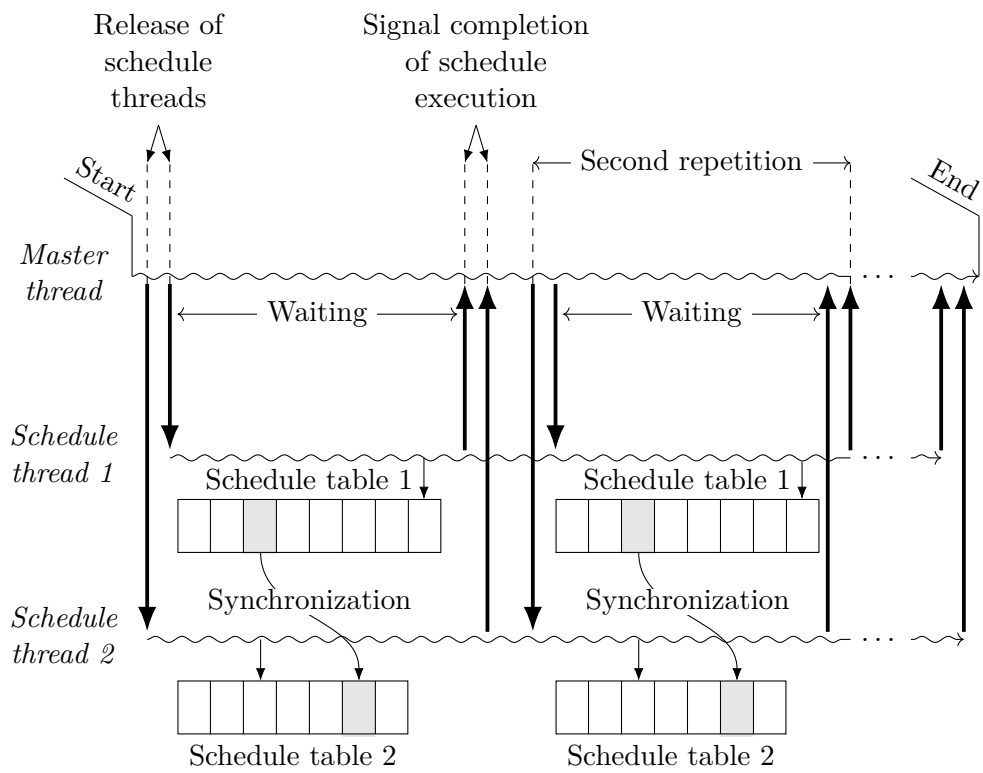 Release of
schedule
threads
Signal completion
of schedule
execution
Start
Second repetition
End
Master
thread
. . .
Waiting
Waiting
Schedule
thread 1
. . .
Schedule table 1
Schedule table 1
Synchronization
Synchronization
Schedule
thread 2
. . .
Schedule table 2
Schedule table 2